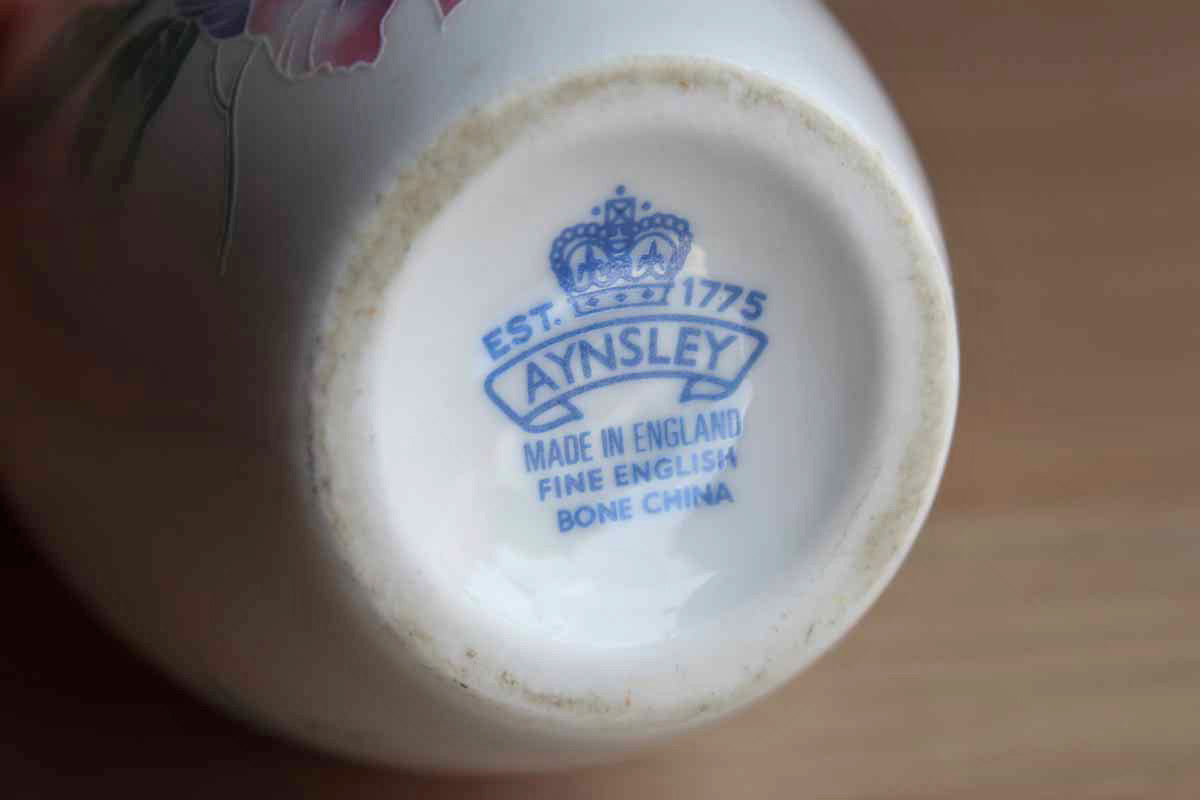 EST. 1775
AYNSLEY
MADE IN ENGLAND
FINE ENGLISH
BONE CHINA